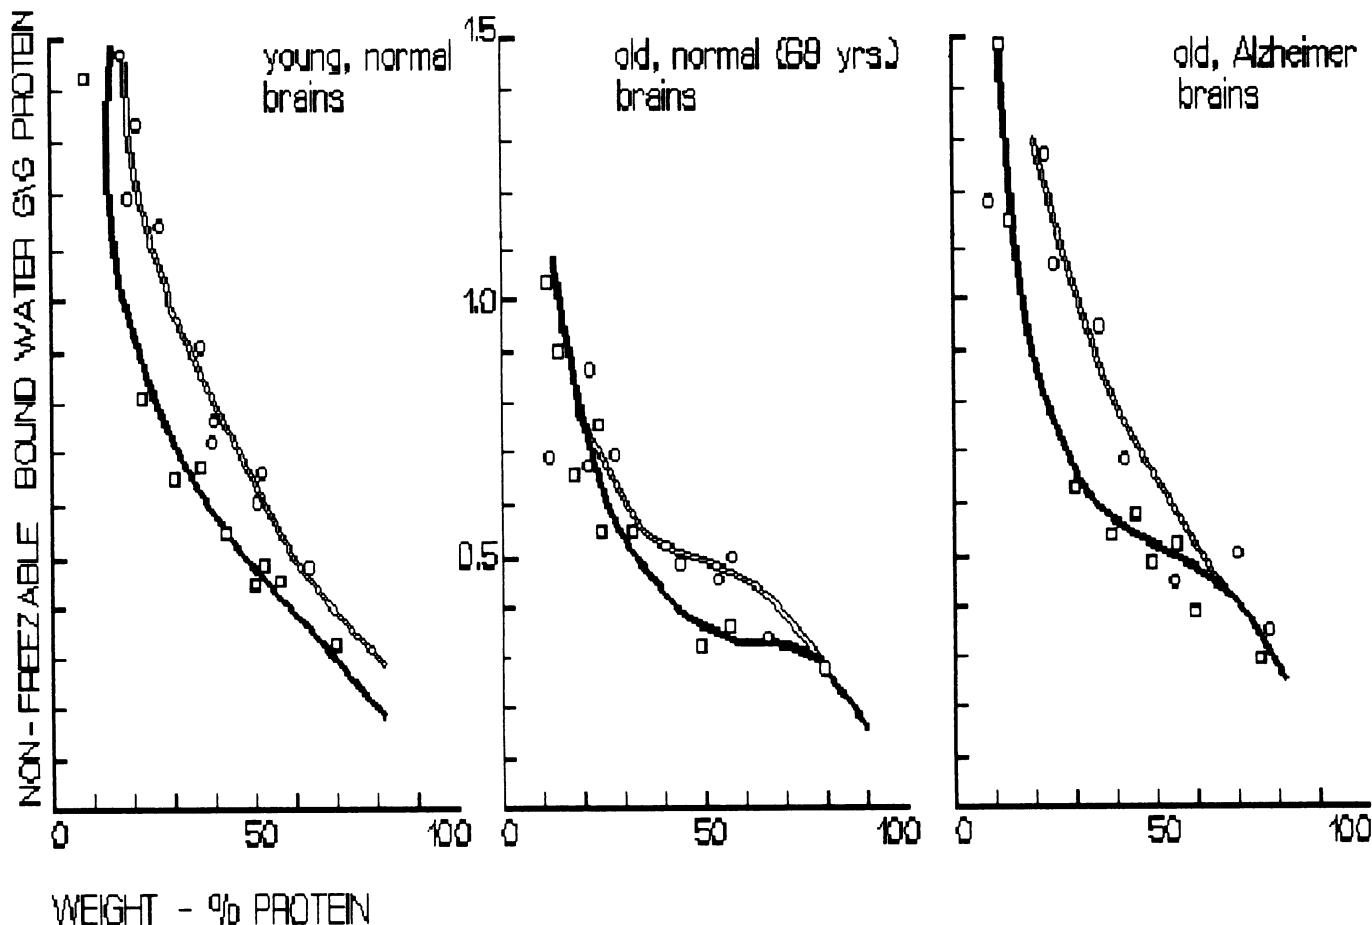 NON-FREEZABLE BOUND WATER G\G PROTEIN
young, normal
brains
1.5
old, normal (68 yrs.)
brains
old, Alzheimer
brains
1.0
0.5
0 50 100
0 50 100
0 50 100
WEIGHT - % PROTEIN